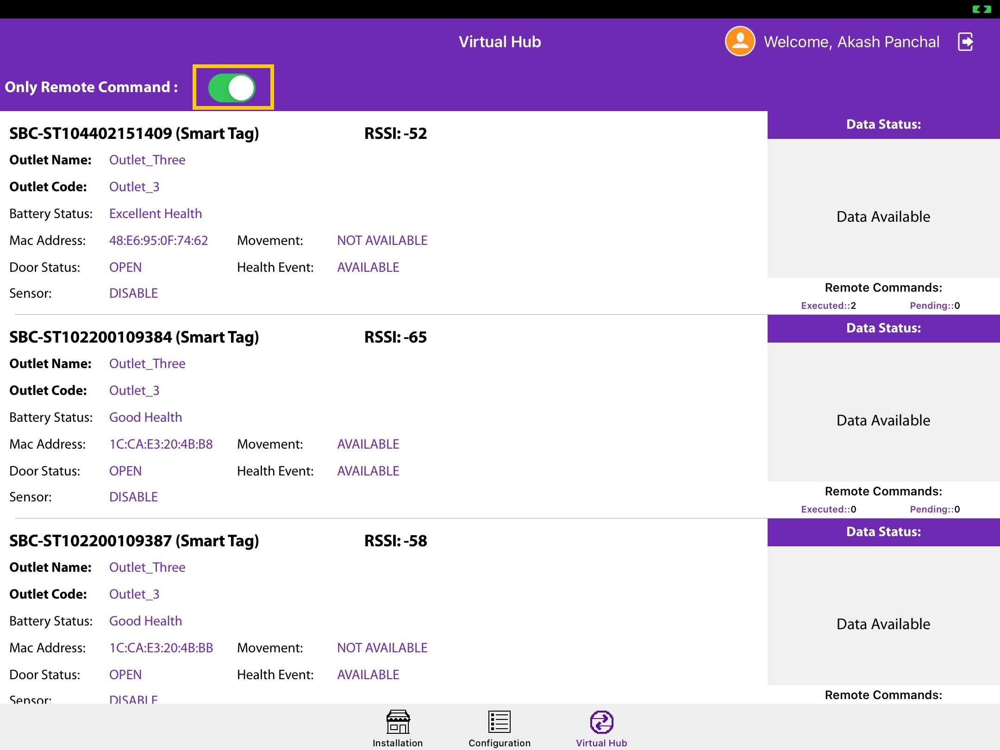 Virtual Hub
Welcome, Akash Panchal
Only Remote Command :
SBC-ST104402151409 (Smart Tag) RSSI: -52
Outlet Name: Outlet_Three
Outlet Code: Outlet_3
Battery Status: Excellent Health
Mac Address: 48:E6:95:0F:74:62 Movement: NOT AVAILABLE
Door Status: OPEN Health Event: AVAILABLE
Sensor: DISABLE
Data Status:
Data Available
Remote Commands:
Executed::2 Pending::0
SBC-ST102200109384 (Smart Tag) RSSI: -65
Outlet Name: Outlet_Three
Outlet Code: Outlet_3
Battery Status: Good Health
Mac Address: 1C:CA:E3:20:4B:B8 Movement: AVAILABLE
Door Status: OPEN Health Event: AVAILABLE
Sensor: DISABLE
Data Status:
Data Available
Remote Commands:
Executed::0 Pending::0
SBC-ST102200109387 (Smart Tag) RSSI: -58
Outlet Name: Outlet_Three
Outlet Code: Outlet_3
Battery Status: Good Health
Mac Address: 1C:CA:E3:20:4B:BB Movement: NOT AVAILABLE
Door Status: OPEN Health Event: AVAILABLE
Sensor: DISABLE
Data Status:
Data Available
Remote Commands:
Installation Configuration Virtual Hub